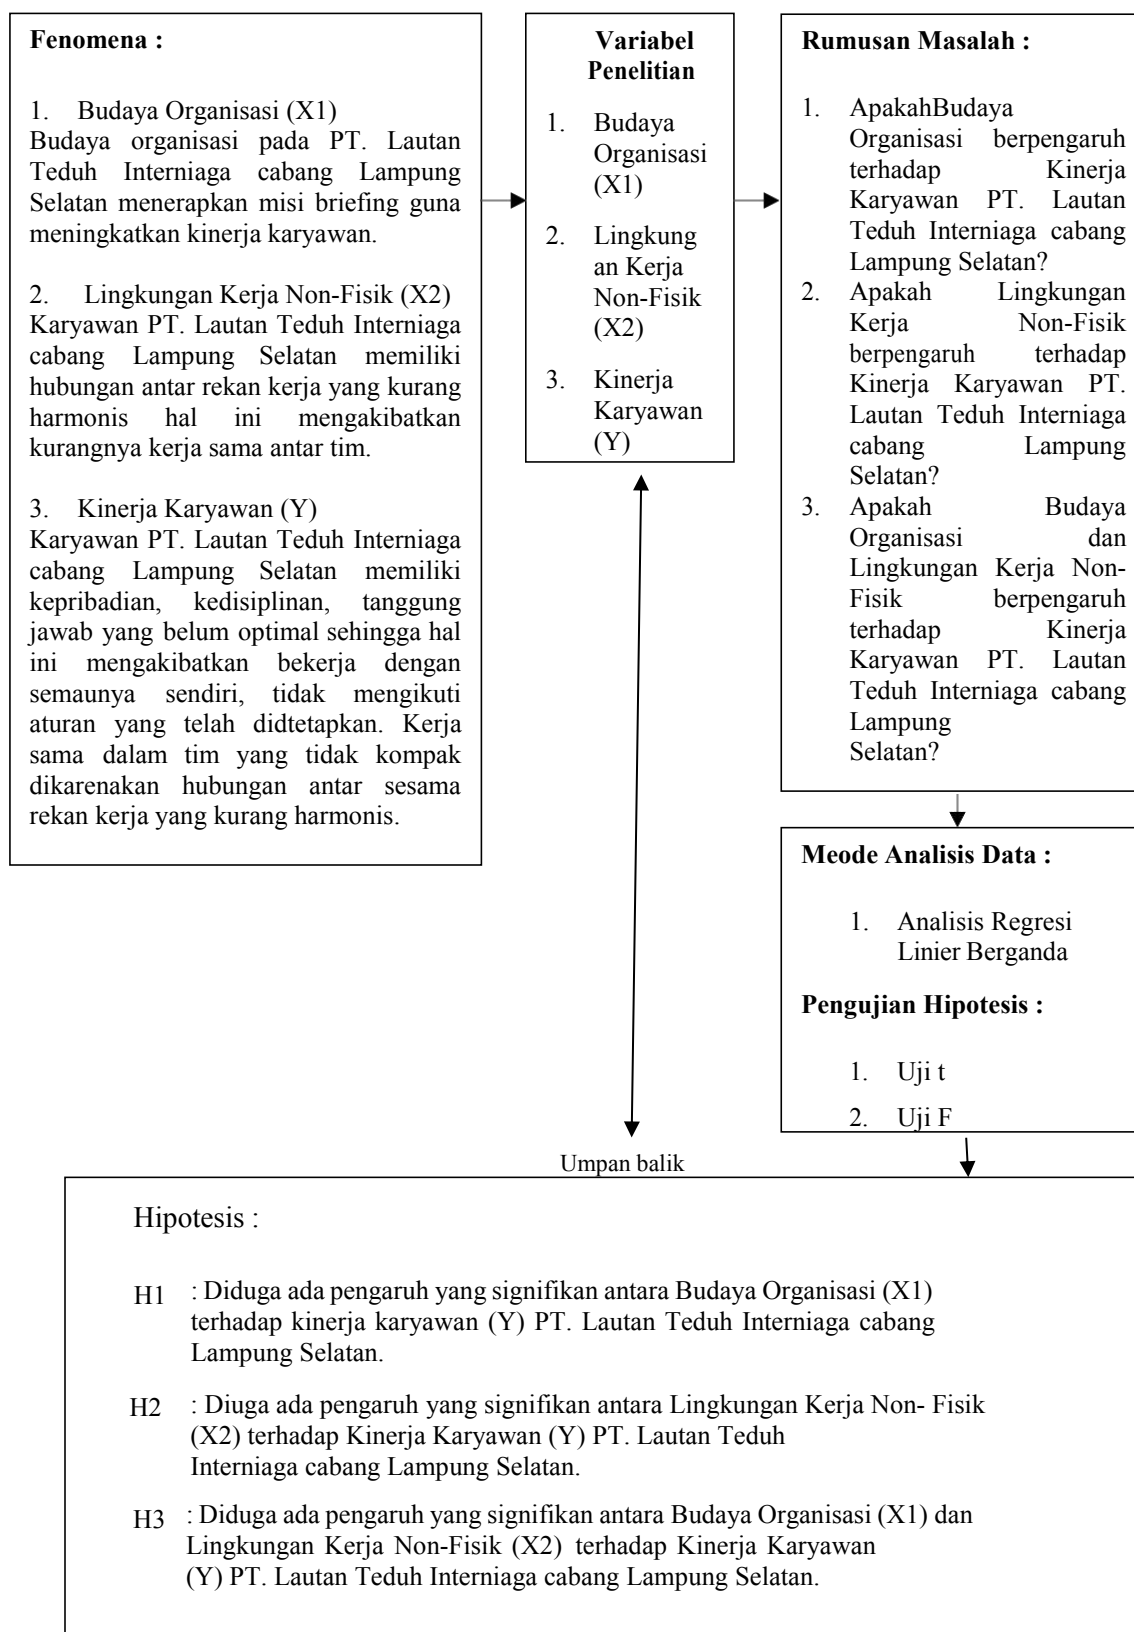 Fenomena :
1. Budaya Organisasi (X1)
Budaya organisasi pada PT. Lautan
Teduh Interniaga cabang Lampung
Selatan menerapkan misi briefing guna
meningkatkan kinerja karyawan.
2. Lingkungan Kerja Non-Fisik (X2)
Karyawan PT. Lautan Teduh Interniaga
cabang Lampung Selatan memiliki
hubungan antar rekan kerja yang kurang
harmonis hal ini mengakibatkan
kurangnya kerja sama antar tim.
3. Kinerja Karyawan (Y)
Karyawan PT. Lautan Teduh Interniaga
cabang Lampung Selatan memiliki
kepribadian, kedisiplinan, tanggung
jawab yang belum optimal sehingga hal
ini mengakibatkan bekerja dengan
semaunya sendiri, tidak mengikuti
aturan yang telah didtetapkan. Kerja
sama dalam tim yang tidak kompak
dikarenakan hubungan antar sesama
rekan kerja yang kurang harmonis.
Variabel
Penelitian
1. Budaya
Organisasi
(X1)
2. Lingkung
an Kerja
Non-Fisik
(X2)
3. Kinerja
Karyawan
(Y)
Rumusan Masalah :
1. ApakahBudaya
Organisasi berpengaruh
terhadap Kinerja
Karyawan PT. Lautan
Teduh Interniaga cabang
Lampung Selatan?
2. Apakah Lingkungan
Kerja Non-Fisik
berpengaruh terhadap
Kinerja Karyawan PT.
Lautan Teduh Interniaga
cabang Lampung
Selatan?
3. Apakah Budaya
Organisasi dan
Lingkungan Kerja Non-
Fisik berpengaruh
terhadap Kinerja
Karyawan PT. Lautan
Teduh Interniaga cabang
Lampung
Selatan?
Meode Analisis Data :
1. Analisis Regresi
Linier Berganda
Pengujian Hipotesis :
1. Uji t
2. Uji F
Umpan balik
Hipotesis :
H1 : Diduga ada pengaruh yang signifikan antara Budaya Organisasi (X1)
terhadap kinerja karyawan (Y) PT. Lautan Teduh Interniaga cabang
Lampung Selatan.
H2 : Diuga ada pengaruh yang signifikan antara Lingkungan Kerja Non- Fisik
(X2) terhadap Kinerja Karyawan (Y) PT. Lautan Teduh
Interniaga cabang Lampung Selatan.
H3 : Diduga ada pengaruh yang signifikan antara Budaya Organisasi (X1) dan
Lingkungan Kerja Non-Fisik (X2) terhadap Kinerja Karyawan
(Y) PT. Lautan Teduh Interniaga cabang Lampung Selatan.